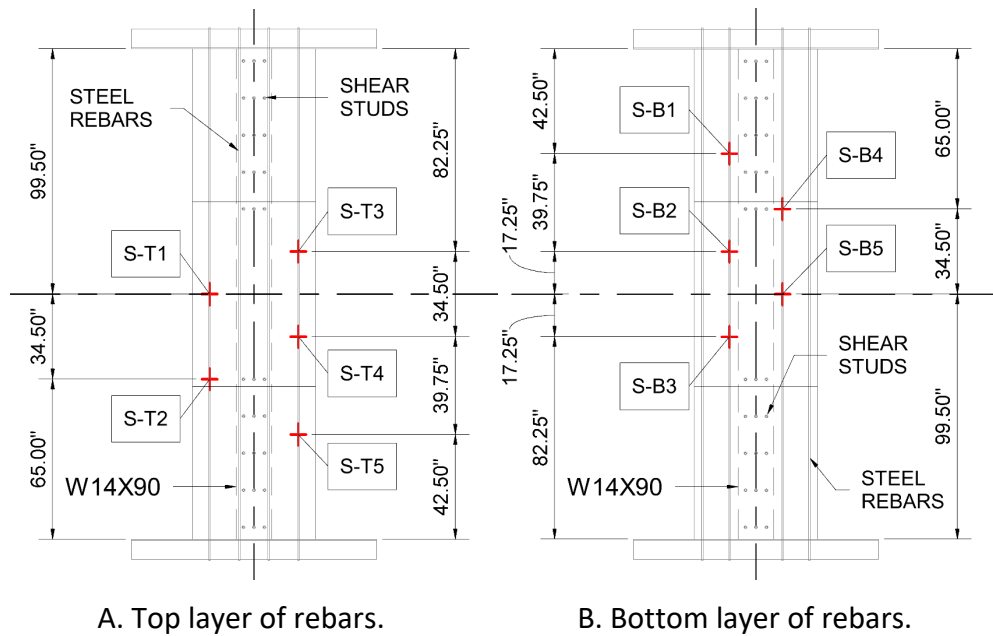 STEEL
REBARS
SHEAR
STUDS
99.50"
82.25"
S-T3
S-T1
34.50"
34.50"
S-T4
S-T2
39.75"
S-T5
65.00"
W14X90
42.50"
A. Top layer of rebars.
42.50"
S-B1
S-B4
65.00"
39.75"
S-B2
17.25"
34.50"
S-B5
17.25"
S-B3
SHEAR
STUDS
82.25"
99.50"
W14X90
STEEL
REBARS
B. Bottom layer of rebars.